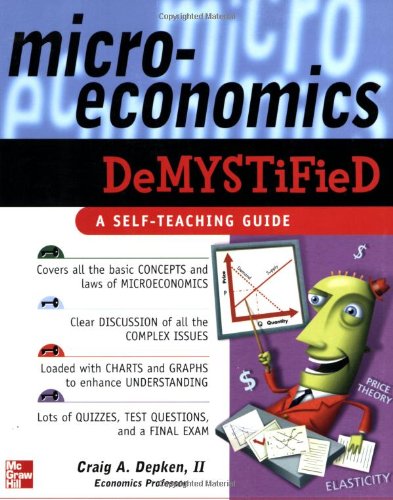 micro-
economics
DeMYSTiFieD
A SELF-TEACHING GUIDE
Covers all the basic CONCEPTS and
laws of MICROECONOMICS
Clear DISCUSSION of all the
COMPLEX ISSUES
Loaded with CHARTS and GRAPHS
to enhance UNDERSTANDING
Lots of QUIZZES, TEST QUESTIONS,
and a FINAL EXAM
Price
Demand
Supply
P
Q
Quantity
$
$
$
PRICE
THEORY
ELASTICITY
Mc
Graw
Hill
Craig A. Depken, II
Economics Professor